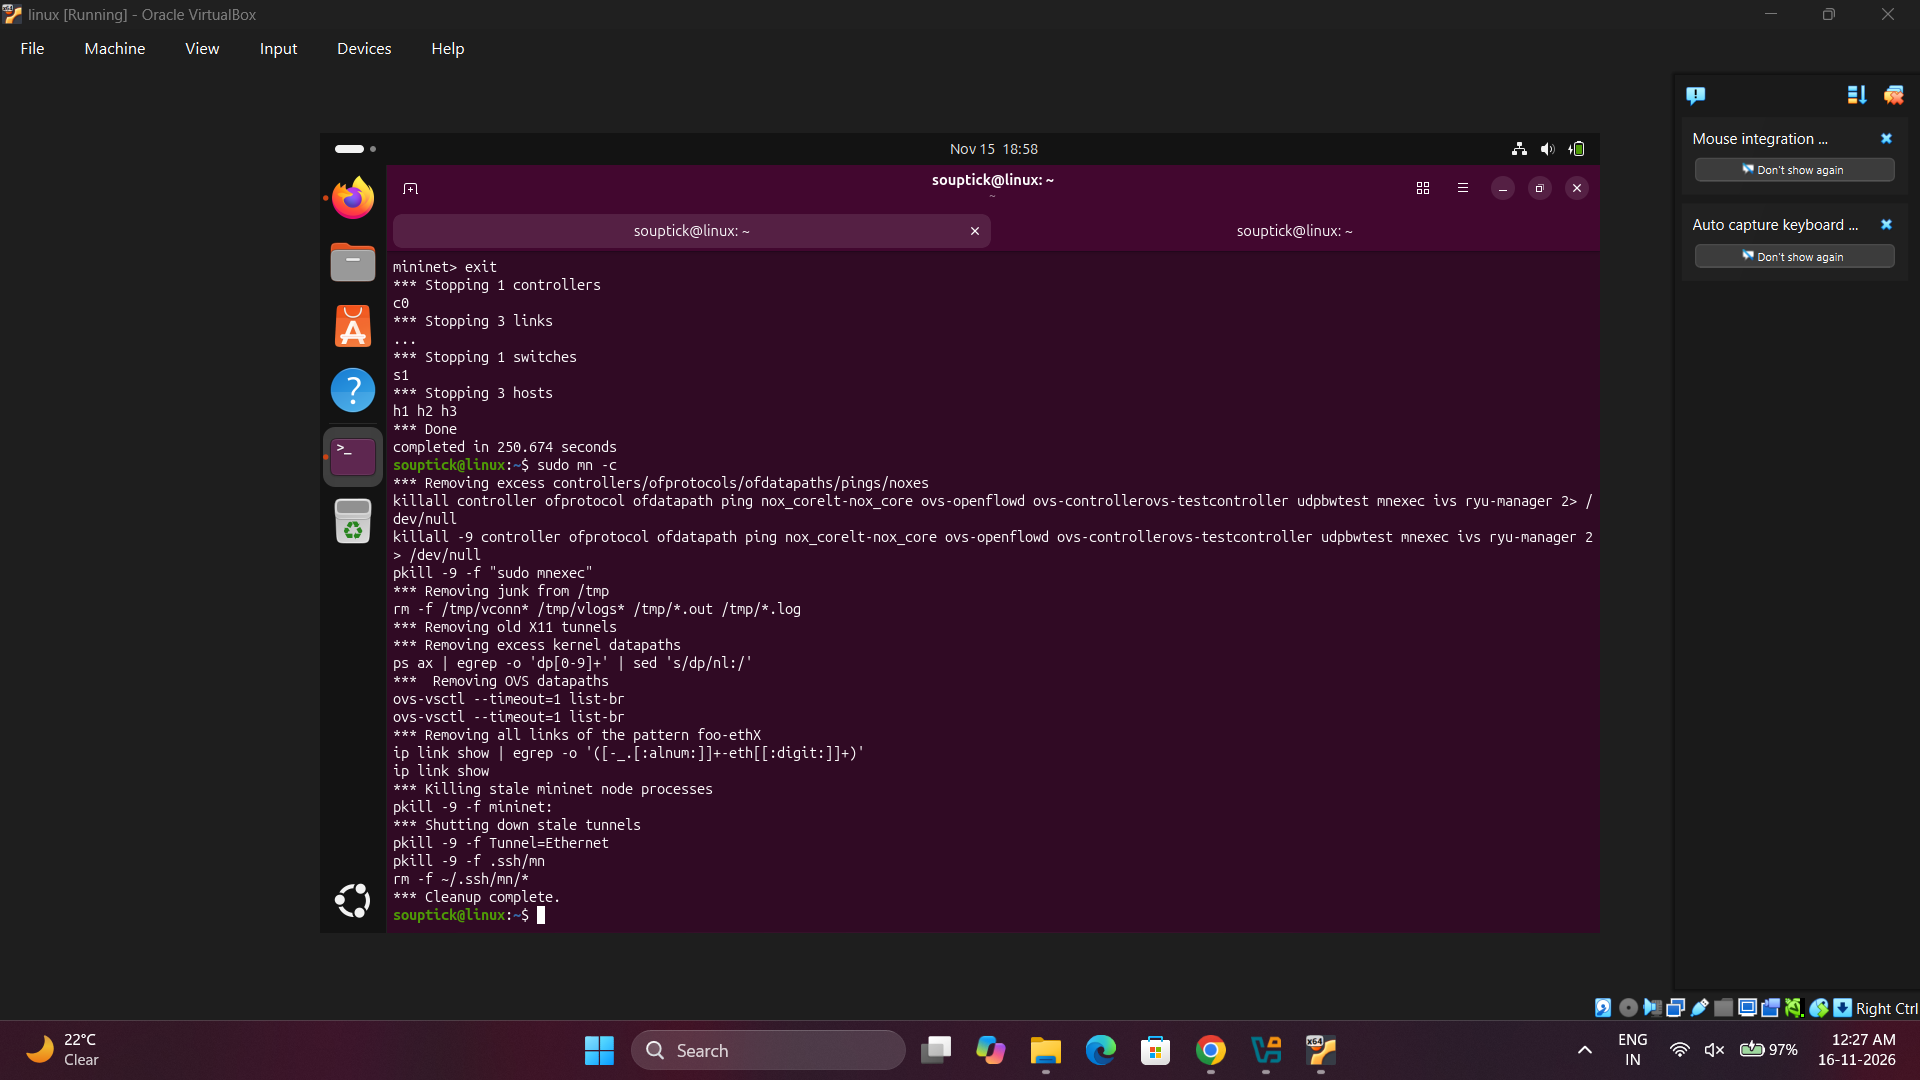 linux [Running] - Oracle VirtualBox
File Machine View Input Devices Help
Mouse integration ...
Don't show again
Auto capture keyboard ...
Don't show again
Nov 15 18:58
souptick@linux: ~
~
souptick@linux: ~
souptick@linux: ~
mininet> exit
*** Stopping 1 controllers
c0
*** Stopping 3 links
...
*** Stopping 1 switches
s1
*** Stopping 3 hosts
h1 h2 h3
*** Done
completed in 250.674 seconds
souptick@linux:~$ sudo mn -c
*** Removing excess controllers/ofprotocols/ofdatapaths/pings/noxes
killall controller ofprotocol ofdatapath ping nox_corelt-nox_core ovs-openflowd ovs-controllerovs-testcontroller udpbwtest mnexec ivs ryu-manager 2> /
dev/null
killall -9 controller ofprotocol ofdatapath ping nox_corelt-nox_core ovs-openflowd ovs-controllerovs-testcontroller udpbwtest mnexec ivs ryu-manager 2
> /dev/null
pkill -9 -f "sudo mnexec"
*** Removing junk from /tmp
rm -f /tmp/vconn* /tmp/vlogs* /tmp/*.out /tmp/*.log
*** Removing old X11 tunnels
*** Removing excess kernel datapaths
ps ax | egrep -o 'dp[0-9]+' | sed 's/dp/nl:/'
***  Removing OVS datapaths
ovs-vsctl --timeout=1 list-br
ovs-vsctl --timeout=1 list-br
*** Removing all links of the pattern foo-ethX
ip link show | egrep -o '([-_.[:alnum:]]+-eth[[:digit:]]+)'
ip link show
*** Killing stale mininet node processes
pkill -9 -f mininet:
*** Shutting down stale tunnels
pkill -9 -f Tunnel=Ethernet
pkill -9 -f .ssh/mn
rm -f ~/.ssh/mn/*
*** Cleanup complete.
souptick@linux:~$
Right Ctrl
22°C
Clear
Search
ENG
IN
97%
12:27 AM
16-11-2026